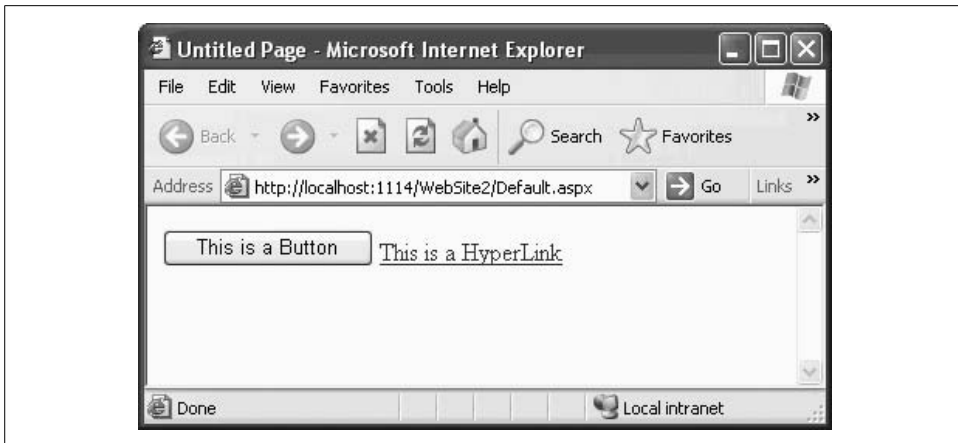 Untitled Page - Microsoft Internet Explorer
File Edit View Favorites Tools Help
Back Search Favorites »
Address http://localhost:1114/WebSite2/Default.aspx Go Links »
This is a Button This is a HyperLink
Done Local intranet